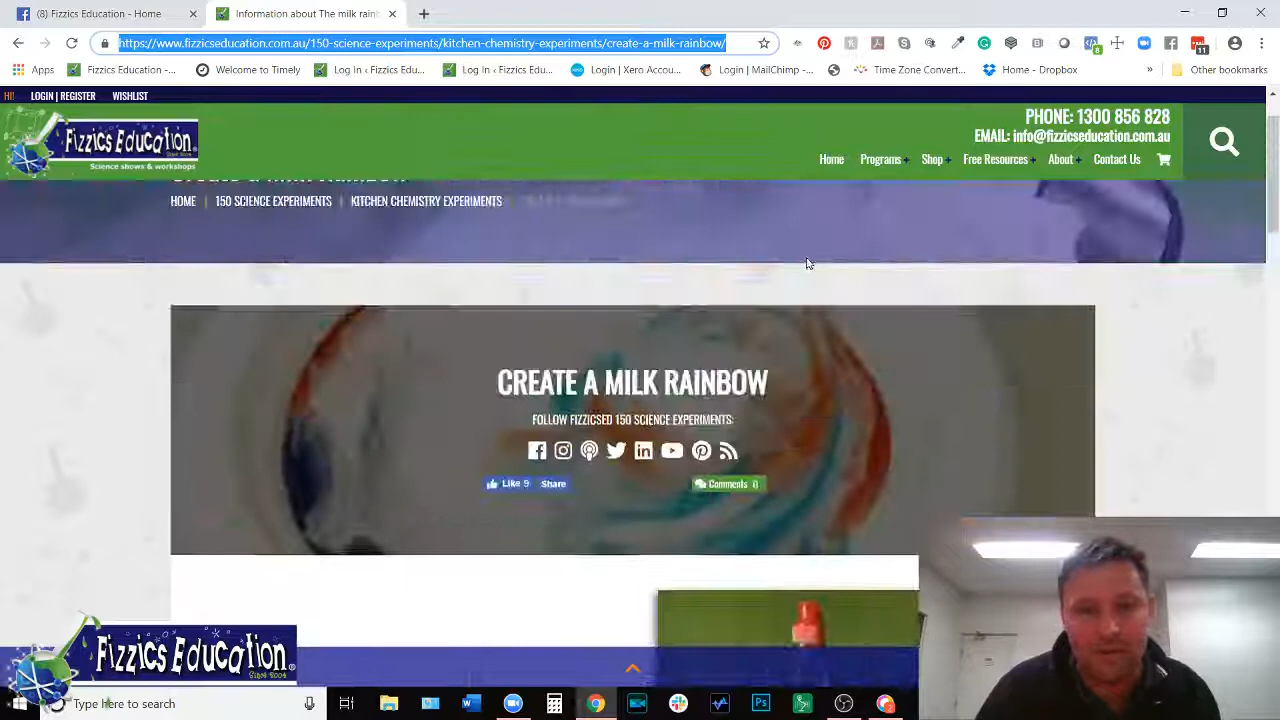 (8) Fizzics Education - Home
Information about The milk rainb
https://www.fizzicseducation.com.au/150-science-experiments/kitchen-chemistry-experiments/create-a-milk-rainbow/
8
11
Apps
Fizzics Education -...
Welcome to Timely
Log In ‹ Fizzics Edu...
Log In ‹ Fizzics Edu...
Login | Xero Accou...
Login | MailChimp -...
Time Zone Convert...
Home - Dropbox
»
Other bookmarks
HI!
LOGIN | REGISTER
WISHLIST
PHONE: 1300 856 828
EMAIL: info@fizzicseducation.com.au
Fizzics Education
Science shows & workshops
Home
Programs +
Shop +
Free Resources +
About +
Contact Us
HOME | 150 SCIENCE EXPERIMENTS | KITCHEN CHEMISTRY EXPERIMENTS
CREATE A MILK RAINBOW
FOLLOW FIZZICSED 150 SCIENCE EXPERIMENTS:
Like 9
Share
Comments 0
Fizzics Education
Since 2004
Type here to search